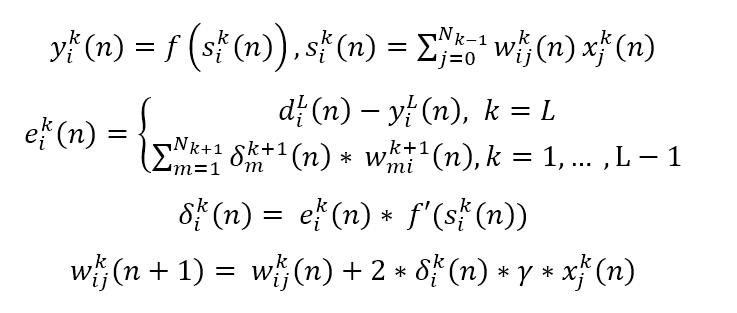 y_i^k(n) = f(s_i^k(n)), s_i^k(n) = ∑_{j=0}^{N_{k-1}} w_{ij}^k(n) x_j^k(n)
e_i^k(n) = { d_i^L(n) − y_i^L(n), k = L
∑_{m=1}^{N_{k+1}} δ_m^{k+1}(n) * w_{mi}^{k+1}(n), k = 1, … , L − 1
δ_i^k(n) = e_i^k(n) * f′(s_i^k(n))
w_{ij}^k(n + 1) = w_{ij}^k(n) + 2 * δ_i^k(n) * γ * x_j^k(n)